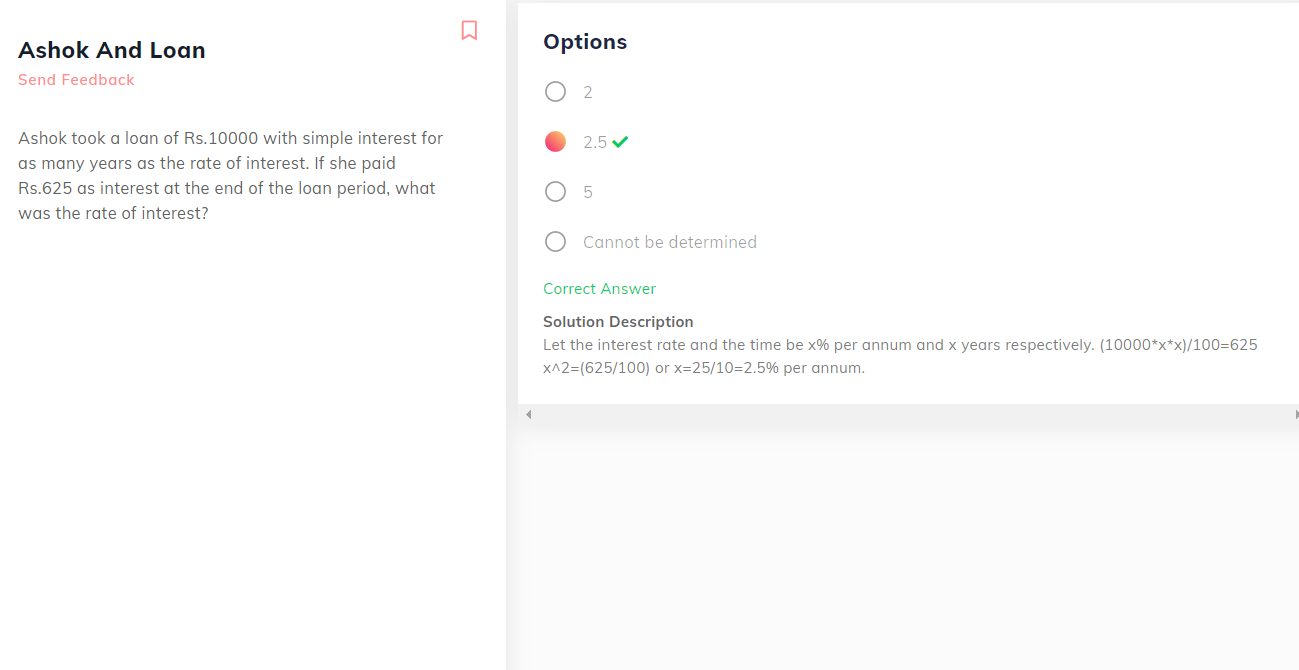 Ashok And Loan
Send Feedback
Ashok took a loan of Rs.10000 with simple interest for
as many years as the rate of interest. If she paid
Rs.625 as interest at the end of the loan period, what
was the rate of interest?
Options
2
2.5
5
Cannot be determined
Correct Answer
Solution Description
Let the interest rate and the time be x% per annum and x years respectively. (10000*x*x)/100=625
x^2=(625/100) or x=25/10=2.5% per annum.